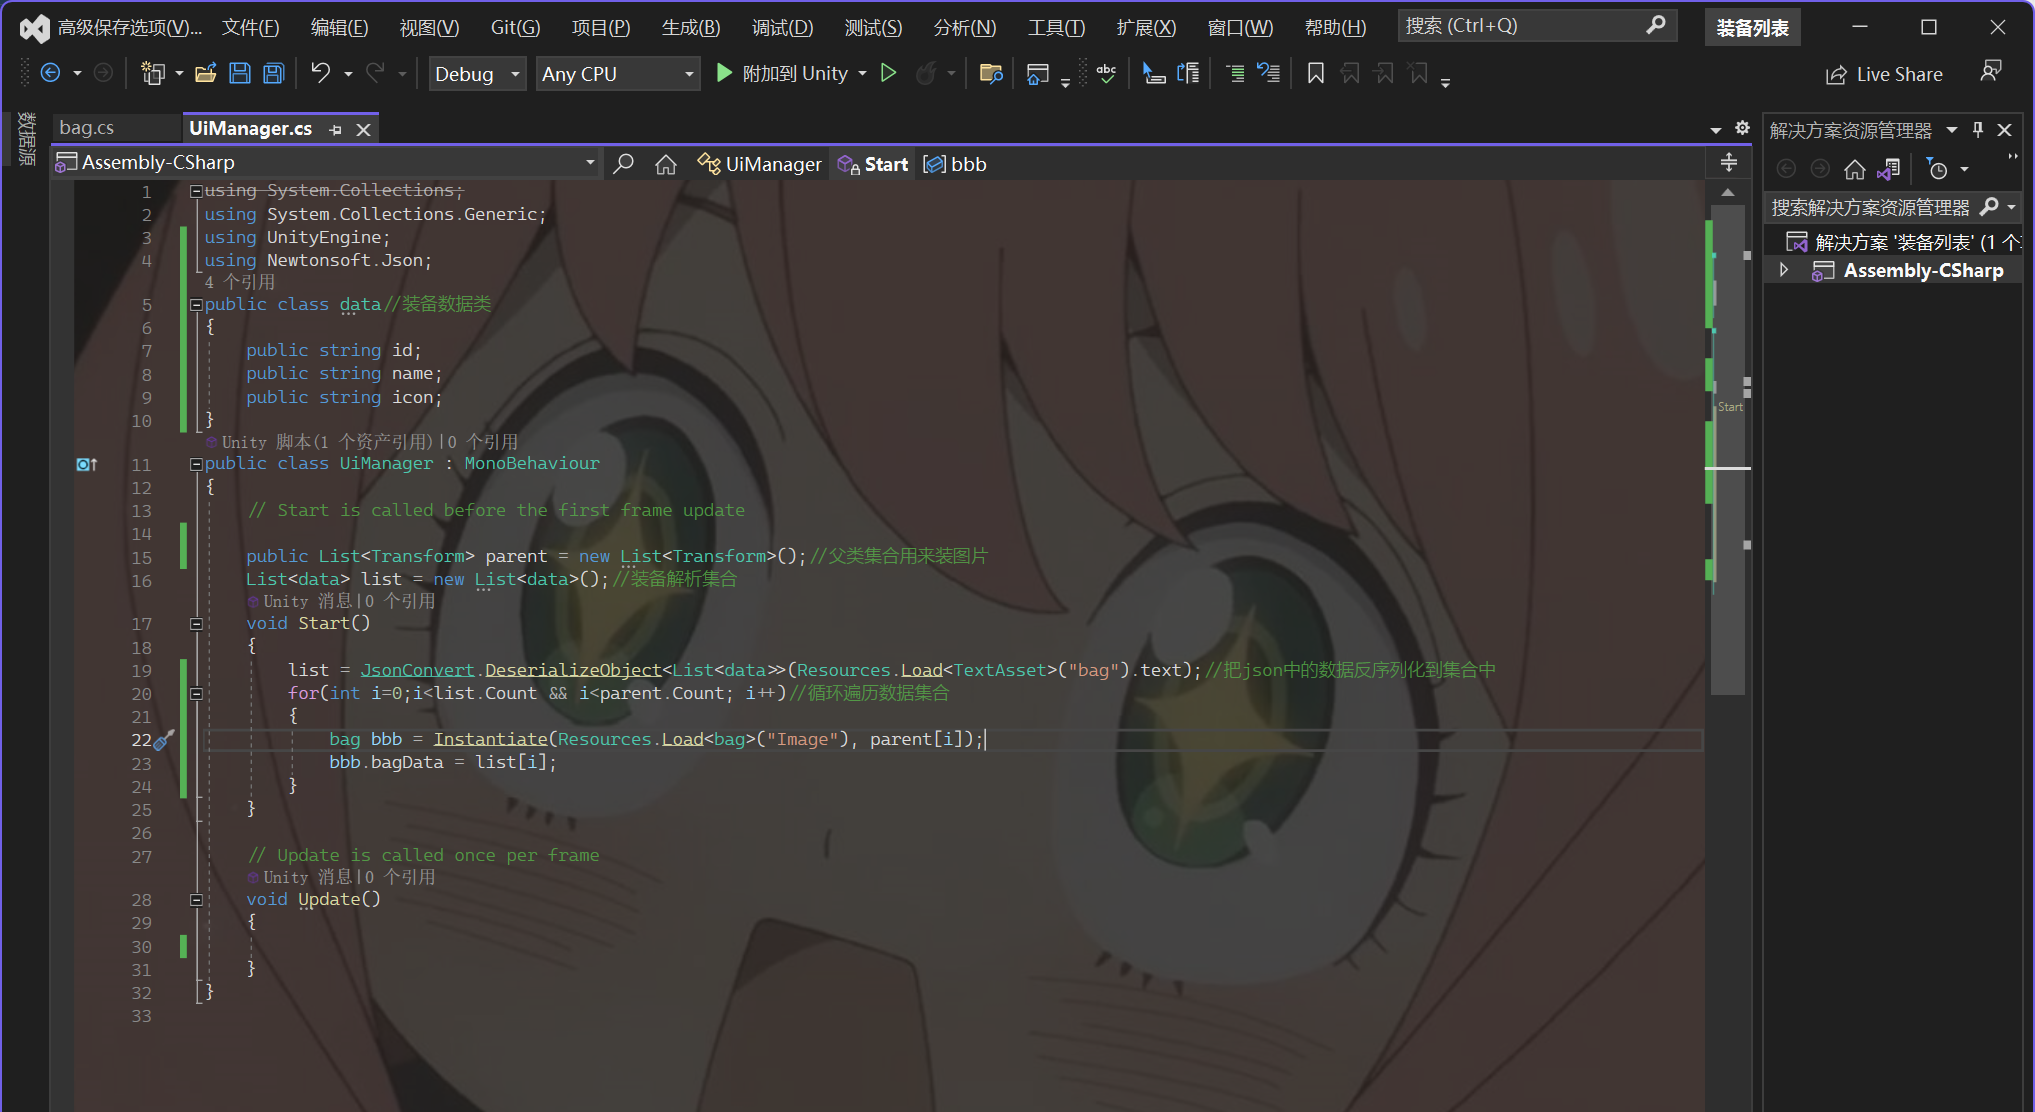 高级保存选项(V)... 文件(F) 编辑(E) 视图(V) Git(G) 项目(P) 生成(B) 调试(D) 测试(S) 分析(N) 工具(T) 扩展(X) 窗口(W) 帮助(H) 搜索 (Ctrl+Q) 装备列表
Debug Any CPU 附加到 Unity abc Live Share
数据源
bag.cs UiManager.cs
Assembly-CSharp UiManager Start bbb
1 using System.Collections;
2 using System.Collections.Generic;
3 using UnityEngine;
4 using Newtonsoft.Json;
4 个引用
5 public class data//装备数据类
6 {
7 public string id;
8 public string name;
9 public string icon;
10 }
Unity 脚本(1 个资产引用)|0 个引用
11 public class UiManager : MonoBehaviour
12 {
13 // Start is called before the first frame update
14
15 public List<Transform> parent = new List<Transform>();//父类集合用来装图片
16 List<data> list = new List<data>();//装备解析集合
Unity 消息|0 个引用
17 void Start()
18 {
19 list = JsonConvert.DeserializeObject<List<data>>(Resources.Load<TextAsset>("bag").text);//把json中的数据反序列化到集合中
20 for(int i=0;i<list.Count && i<parent.Count; i++)//循环遍历数据集合
21 {
22 bag bbb = Instantiate(Resources.Load<bag>("Image"), parent[i]);
23 bbb.bagData = list[i];
24 }
25 }
26
27 // Update is called once per frame
Unity 消息|0 个引用
28 void Update()
29 {
30
31 }
32 }
33
Start
解决方案资源管理器
搜索解决方案资源管理器
解决方案 '装备列表' (1 个
Assembly-CSharp